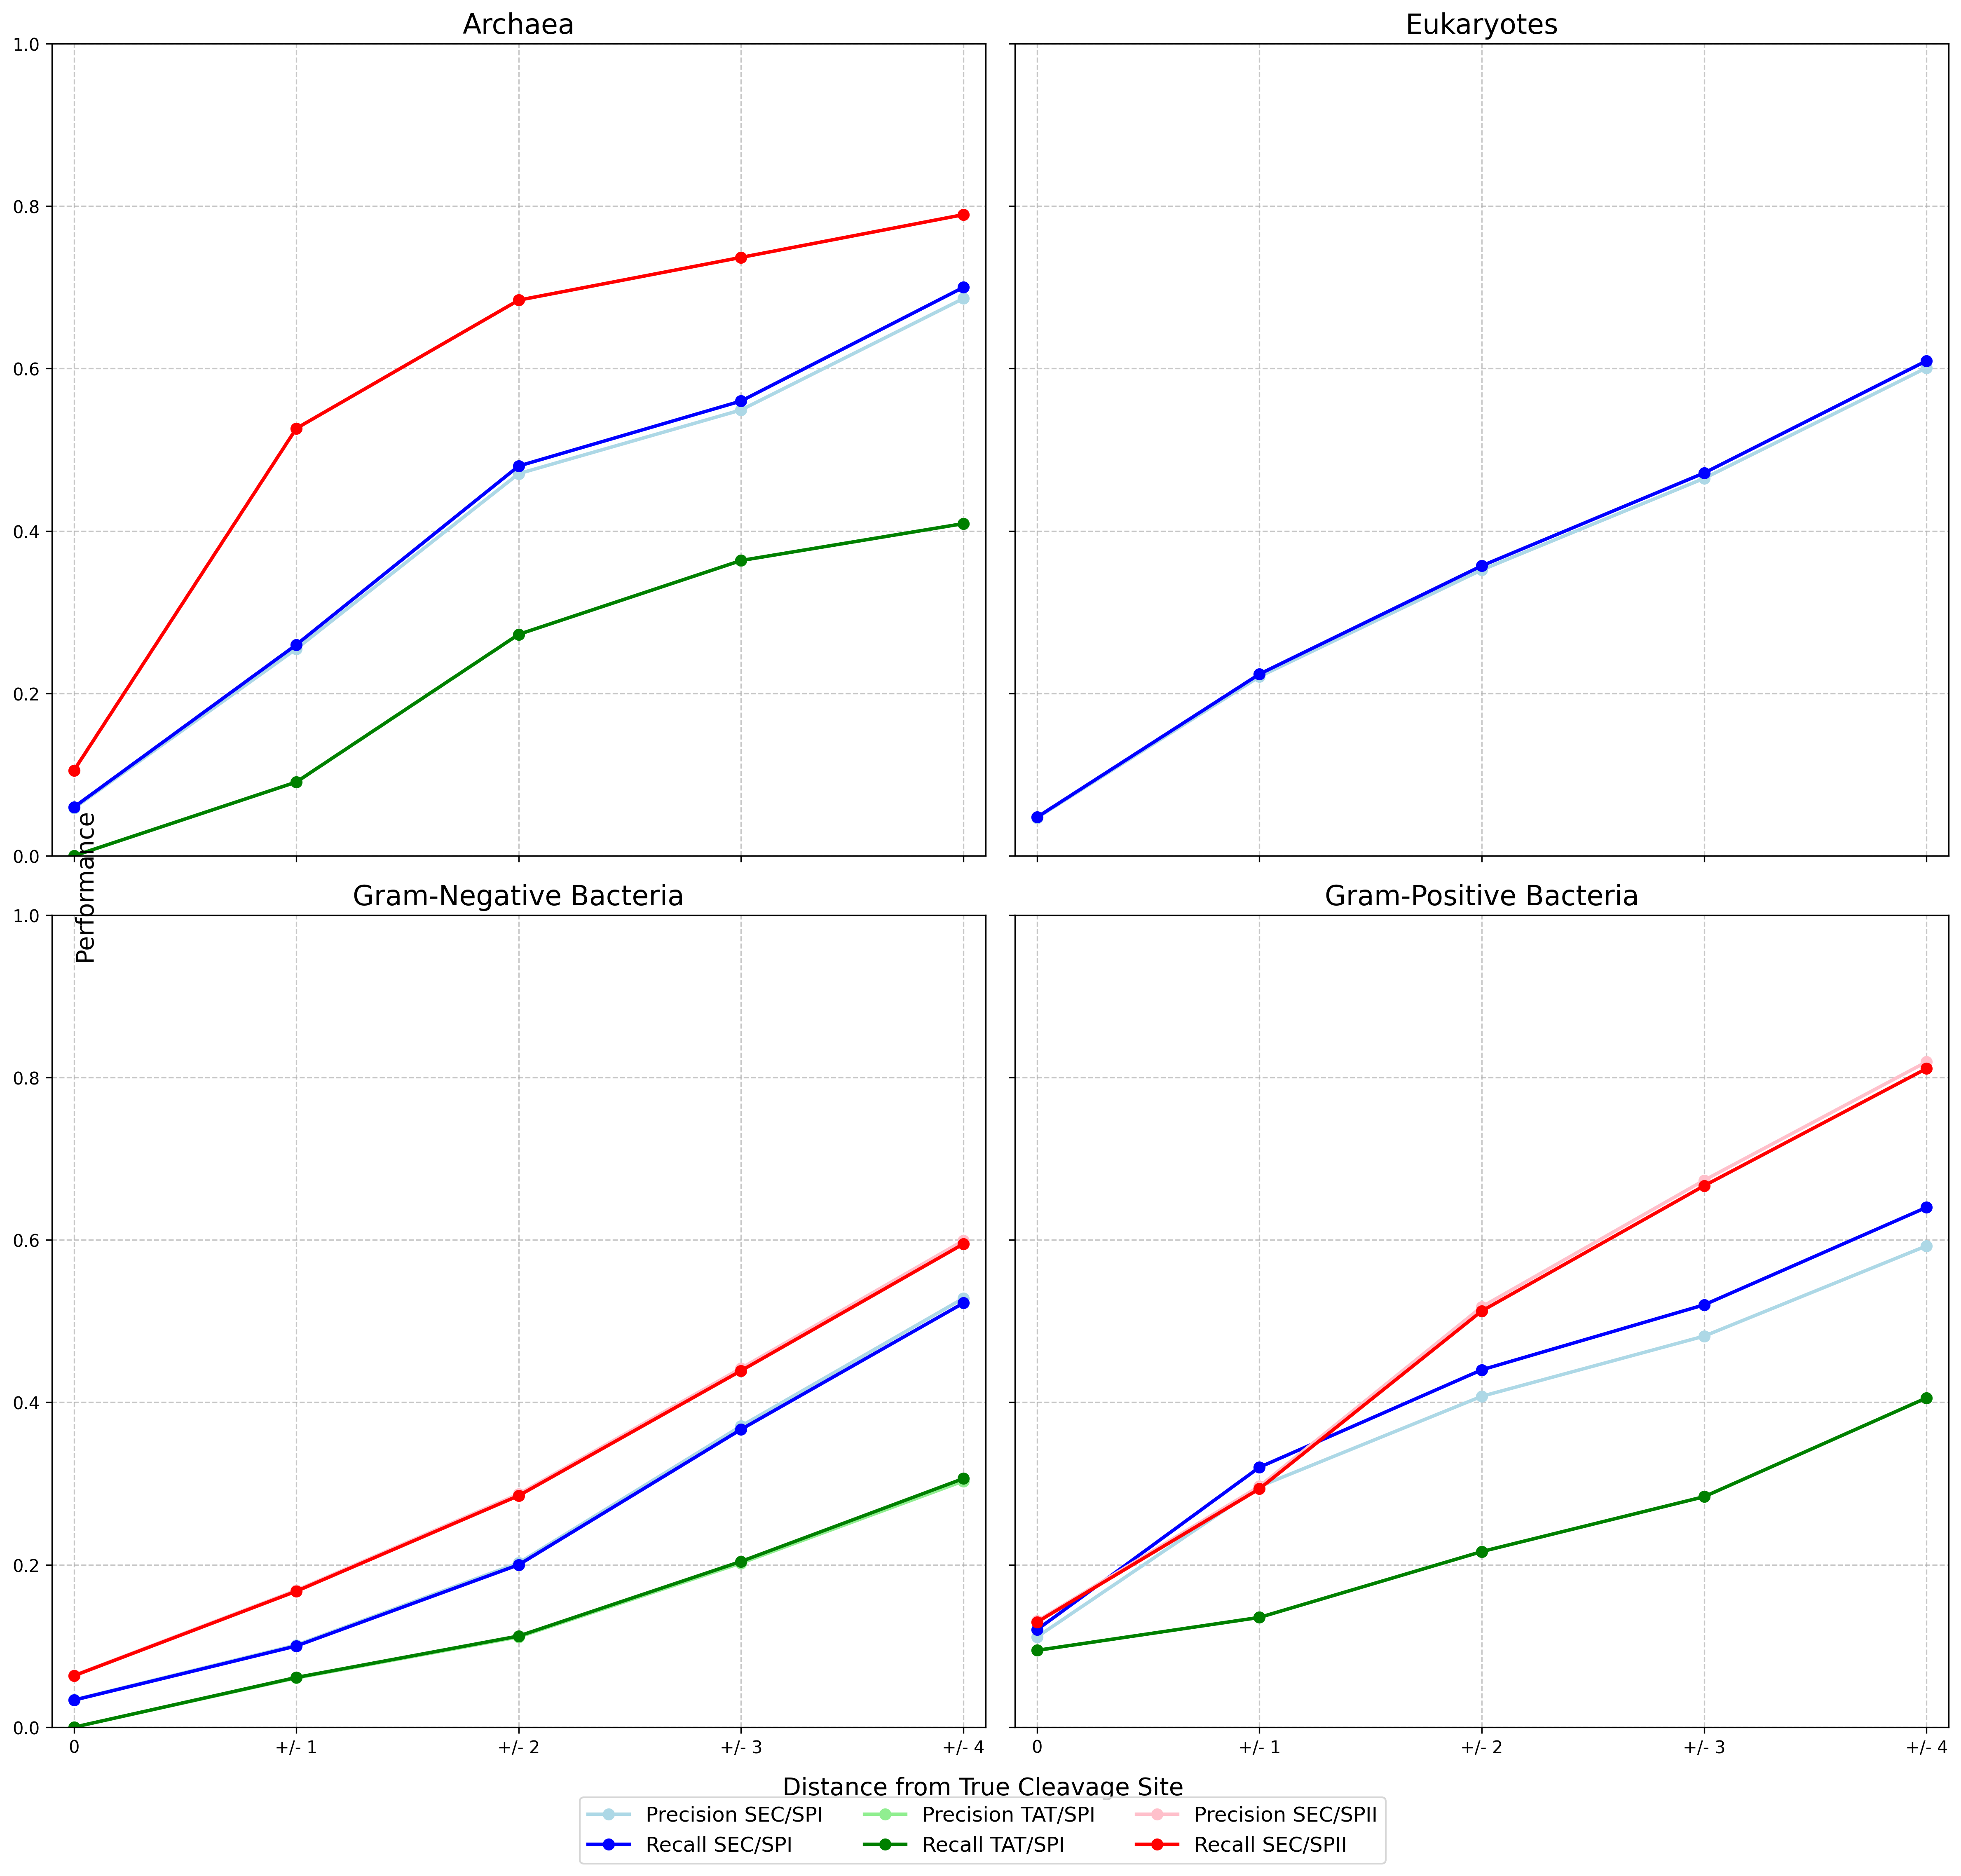 Archaea
Eukaryotes
1.0
0.8
0.6
0.4
0.2
0.0
Performance
Gram-Negative Bacteria
Gram-Positive Bacteria
1.0
0.8
0.6
0.4
0.2
0.0
0 +/- 1 +/- 2 +/- 3 +/- 4
0 +/- 1 +/- 2 +/- 3 +/- 4
Distance from True Cleavage Site
Precision SEC/SPI Precision TAT/SPI Precision SEC/SPII
Recall SEC/SPI Recall TAT/SPI Recall SEC/SPII